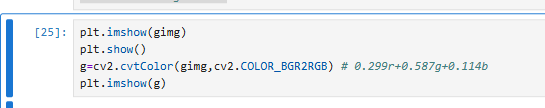 [25]: plt.imshow(gimg)
plt.show()
g=cv2.cvtColor(gimg,cv2.COLOR_BGR2RGB) # 0.299r+0.587g+0.114b
plt.imshow(g)